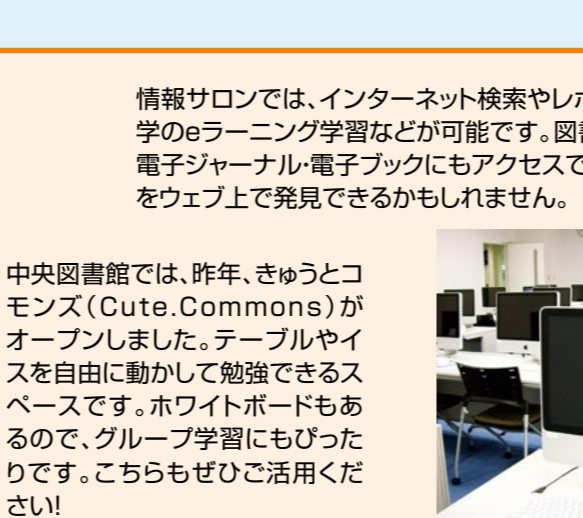 情報サロンでは、インターネット検索やレポ
学のeラーニング学習などが可能です。図書
電子ジャーナル・電子ブックにもアクセスで
をウェブ上で発見できるかもしれません。
中央図書館では、昨年、きゅうとコ
モンズ(Cute.Commons)が
オープンしました。テーブルやイ
スを自由に動かして勉強できるス
ペースです。ホワイトボードもあ
るので、グループ学習にもぴった
りです。こちらもぜひご活用くだ
さい!